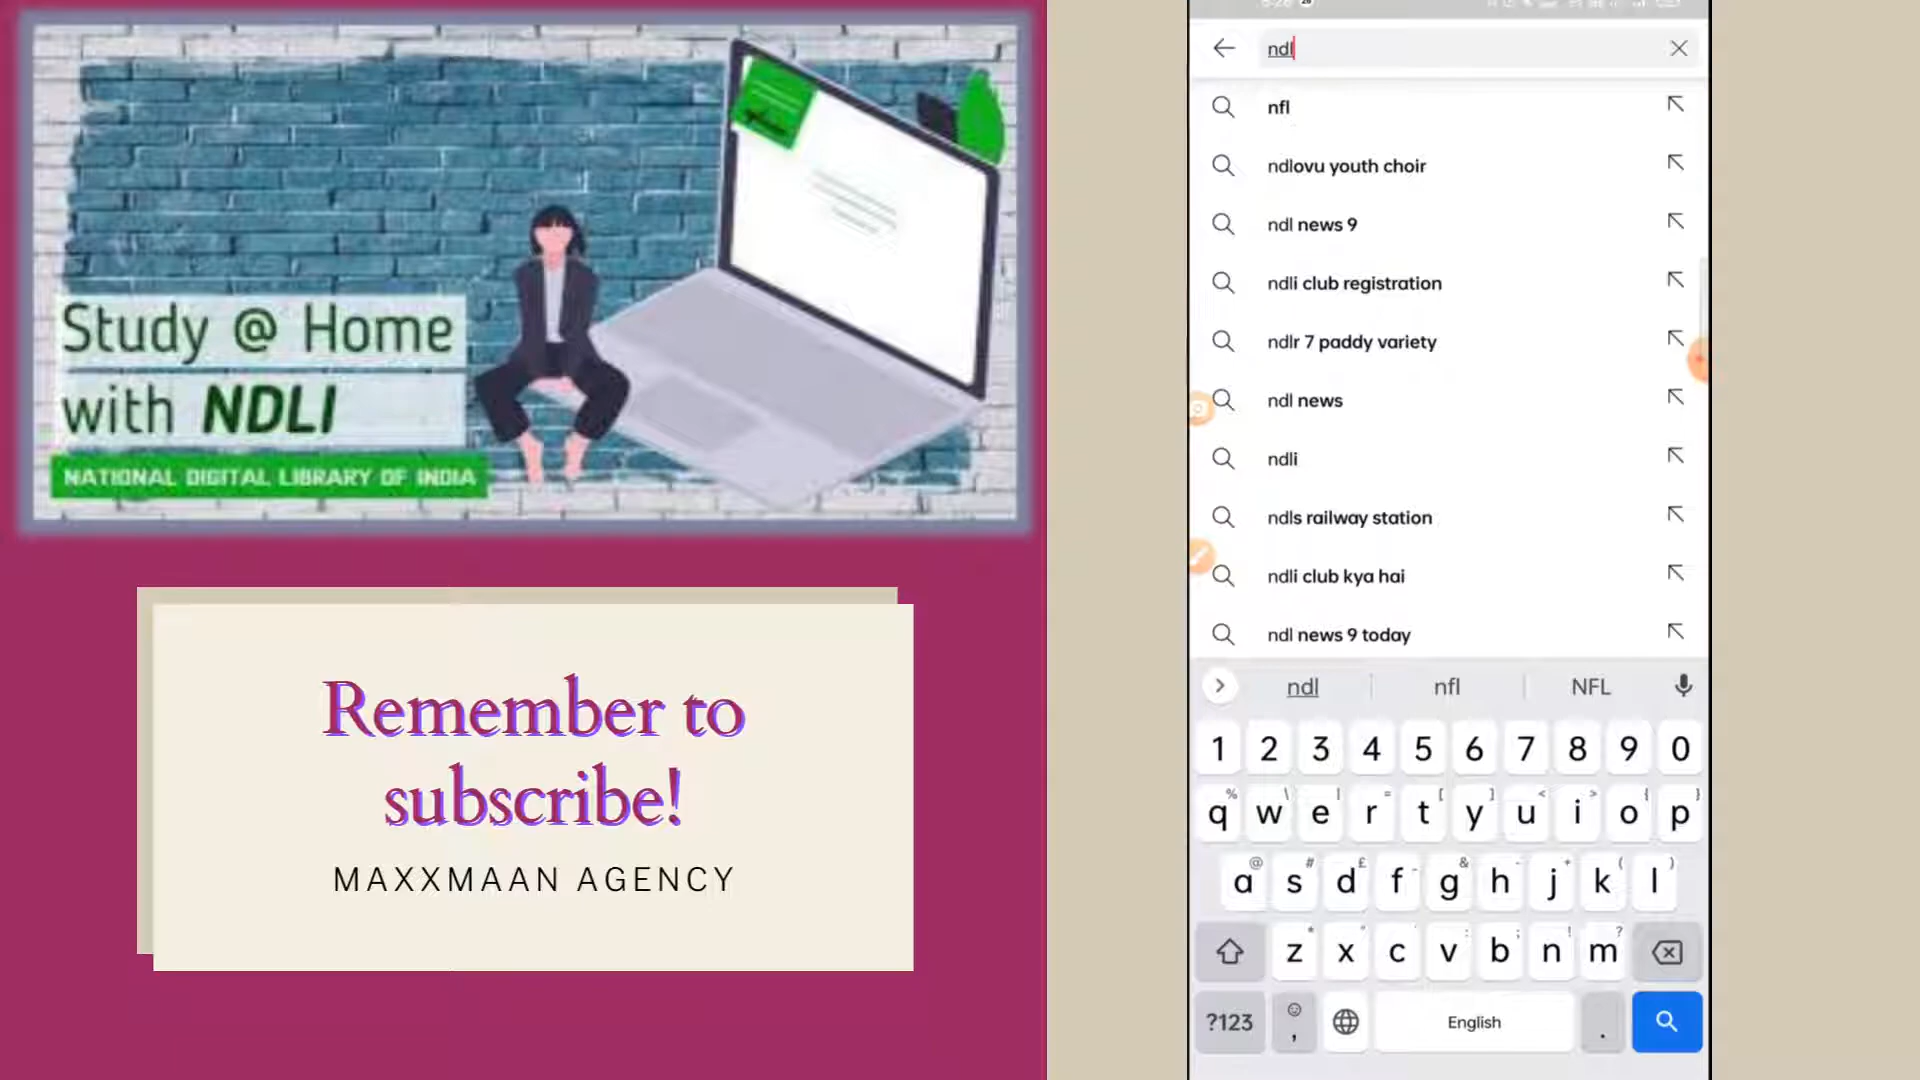 Study @ Home
with NDLI
NATIONAL DIGITAL LIBRARY OF INDIA
Remember to
subscribe!
MAXXMAAN AGENCY
ndl
nfl
ndlovu youth choir
ndl news 9
ndli club registration
ndlr 7 paddy variety
ndl news
ndli
ndls railway station
ndli club kya hai
ndl news 9 today
ndl nfl NFL
1 2 3 4 5 6 7 8 9 0
q w e r t y u i o p
a s d f g h j k l
z x c v b n m
?123 , English .